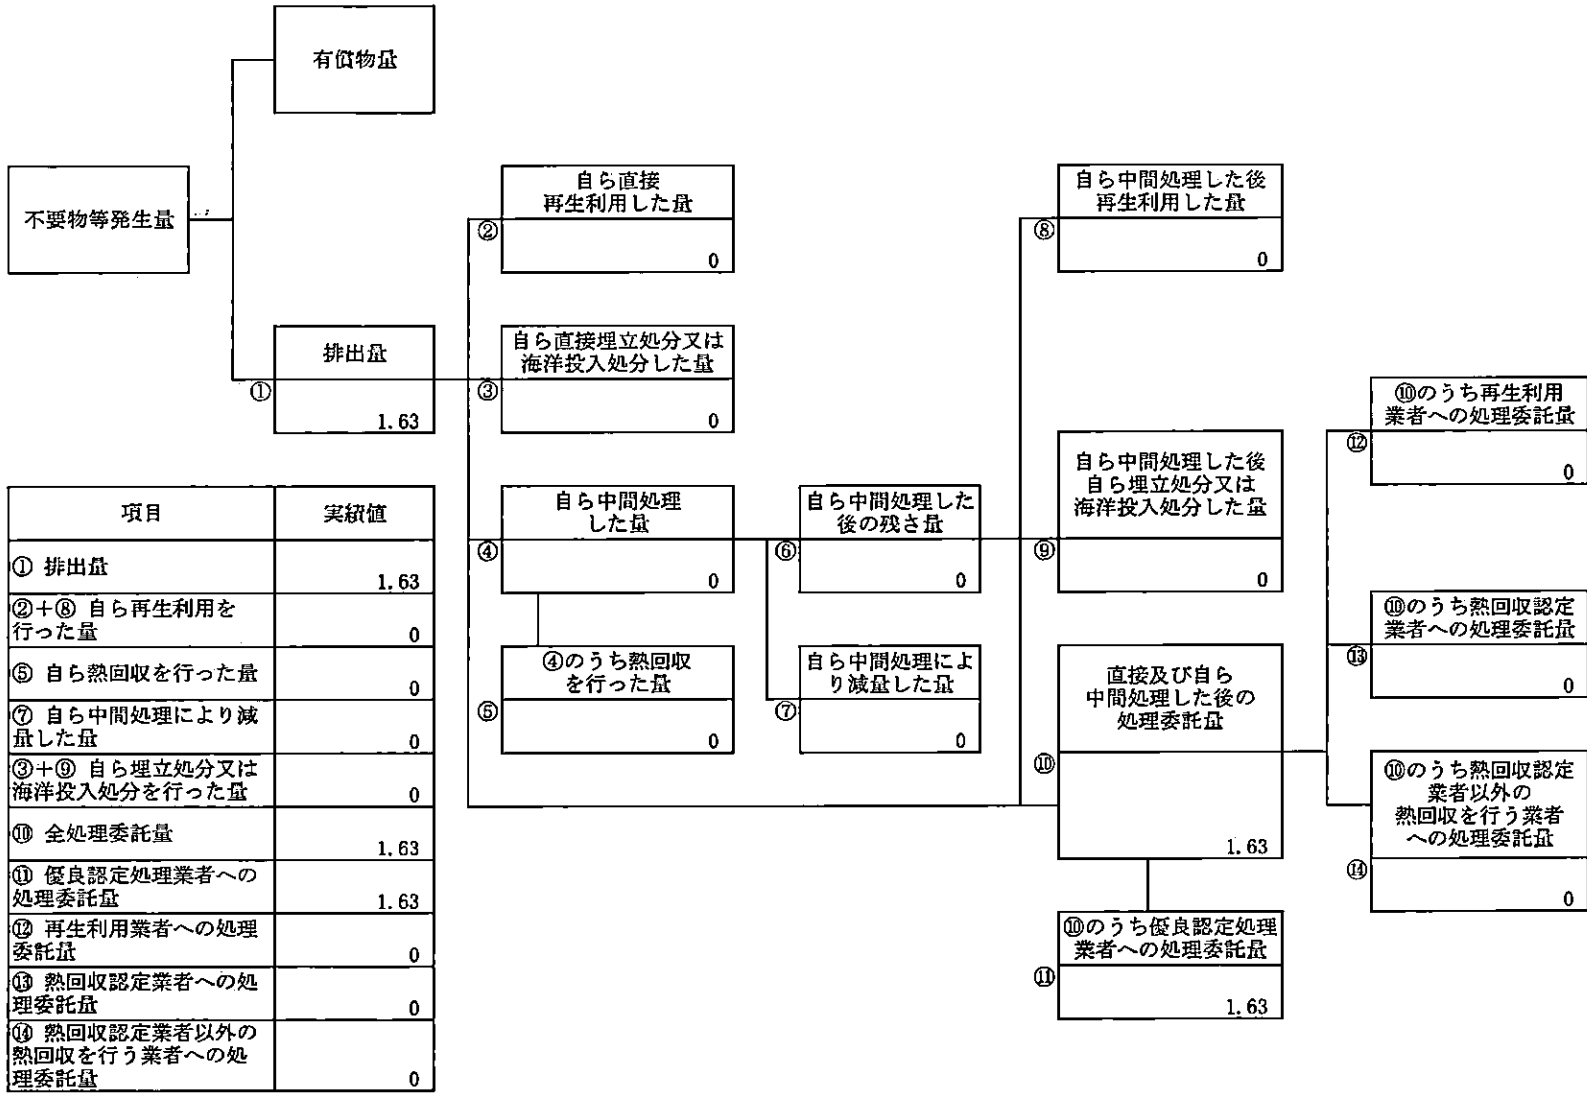 有償物量
不要物等発生量
排出量
①
1.63
自ら直接
再生利用した量
②
0
自ら直接埋立処分又は
海洋投入処分した量
③
0
自ら中間処理
した量
④
0
④のうち熱回収
を行った量
⑤
0
自ら中間処理した
後の残さ量
⑥
0
自ら中間処理によ
り減量した量
⑦
0
自ら中間処理した後
再生利用した量
⑧
0
自ら中間処理した後
自ら埋立処分又は
海洋投入処分した量
⑨
0
直接及び自ら
中間処理した後の
処理委託量
⑩
1.63
⑩のうち優良認定処理
業者への処理委託量
⑪
1.63
⑩のうち再生利用
業者への処理委託量
⑫
0
⑩のうち熱回収認定
業者への処理委託量
⑬
0
⑩のうち熱回収認定
業者以外の
熱回収を行う業者
への処理委託量
⑭
0
項目 実績値
① 排出量 1.63
②+⑧ 自ら再生利用を
行った量 0
⑤ 自ら熱回収を行った量 0
⑦ 自ら中間処理により減
量した量 0
③+⑨ 自ら埋立処分又は
海洋投入処分を行った量 0
⑩ 全処理委託量 1.63
⑪ 優良認定処理業者への
処理委託量 1.63
⑫ 再生利用業者への処理
委託量 0
⑬ 熱回収認定業者への処
理委託量 0
⑭ 熱回収認定業者以外の
熱回収を行う業者への処
理委託量 0